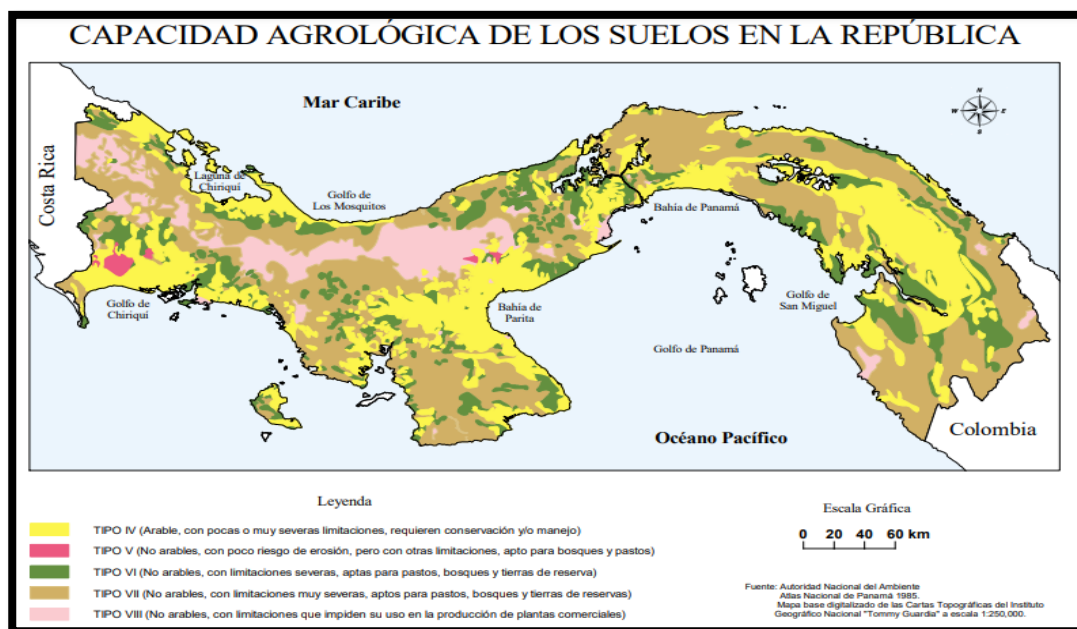 CAPACIDAD AGROLÓGICA DE LOS SUELOS EN LA REPÚBLICA
Mar Caribe
N
W E
S
Costa Rica
Laguna de
Chiriquí
Golfo de
Los Mosquitos
Bahía de Panamá
Golfo de
Chiriquí
Bahía de
Parita
Golfo de
San Miguel
Golfo de Panamá
Océano Pacífico
Colombia
Leyenda
TIPO IV (Arable, con pocas o muy severas limitaciones, requieren conservación y/o manejo)
TIPO V (No arables, con poco riesgo de erosión, pero con otras limitaciones, apto para bosques y pastos)
TIPO VI (No arables, con limitaciones severas, aptas para pastos, bosques y tierras de reserva)
TIPO VII (No arables, con limitaciones muy severas, aptos para pastos, bosques y tierras de reservas)
TIPO VIII (No arables, con limitaciones que impiden su uso en la producción de plantas comerciales)
Escala Gráfica
0 20 40 60 km
Fuente: Autoridad Nacional del Ambiente
Atlas Nacional de Panamá 1985.
Mapa base digitalizado de las Cartas Topográficas del Instituto
Geográfico Nacional "Tommy Guardia" a escala 1:250,000.